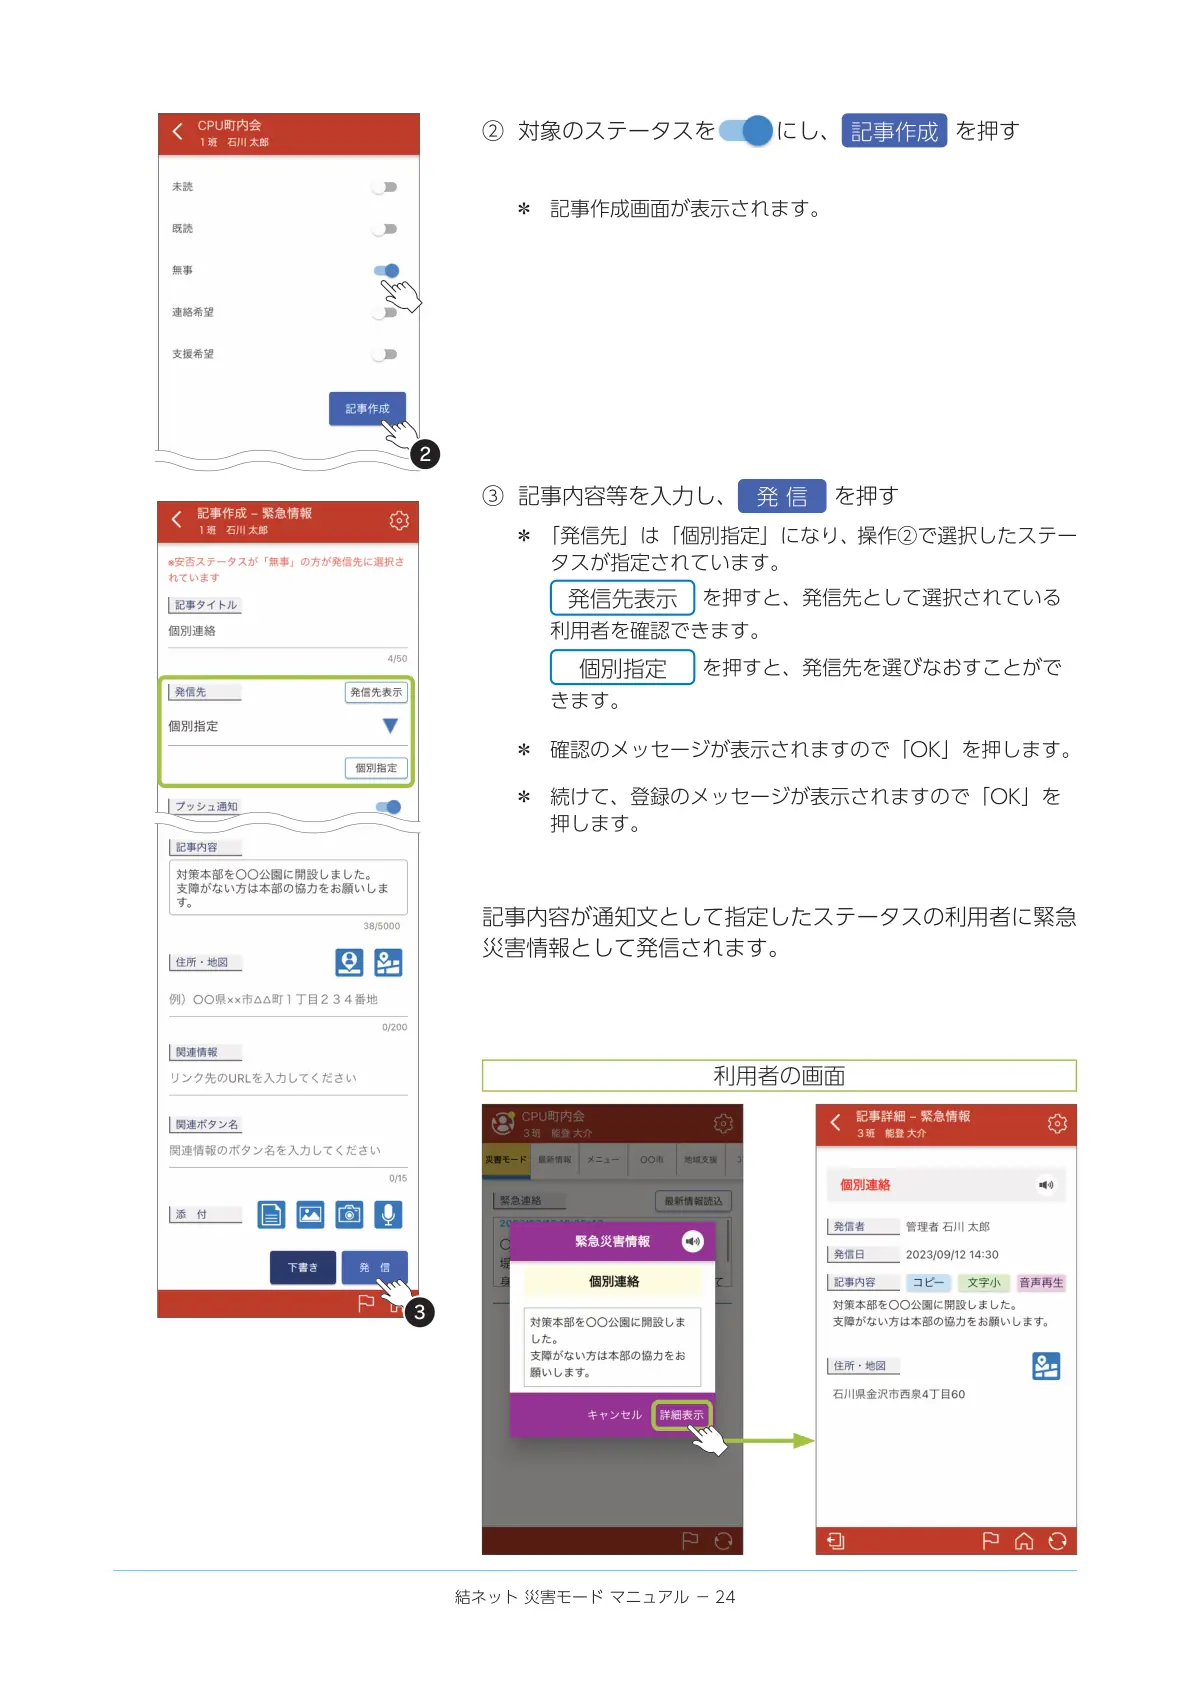 CPU町内会
1班 石川 太郎
未読
既読
無事
連絡希望
支援希望
記事作成
2
② 対象のステータスを にし、 記事作成 を押す
＊ 記事作成画面が表示されます。
記事作成 – 緊急情報
1班 石川 太郎
※安否ステータスが「無事」の方が発信先に選択さ
れています
記事タイトル
個別連絡
4/50
発信先 発信先表示
個別指定
個別指定
プッシュ通知
記事内容
対策本部を〇〇公園に開設しました。
支障がない方は本部の協力をお願いしま
す。
38/5000
住所・地図
例）〇〇県××市△△町１丁目２３４番地
0/200
関連情報
リンク先のURLを入力してください
関連ボタン名
関連情報のボタン名を入力してください
0/15
添　付
下書き 発　信
3
③ 記事内容等を入力し、 発 信 を押す
＊ 「発信先」は「個別指定」になり、操作②で選択したステー
タスが指定されています。
発信先表示 を押すと、発信先として選択されている
利用者を確認できます。
個別指定 を押すと、発信先を選びなおすことがで
きます。
＊ 確認のメッセージが表示されますので「OK」を押します。
＊ 続けて、登録のメッセージが表示されますので「OK」を
押します。
記事内容が通知文として指定したステータスの利用者に緊急
災害情報として発信されます。
利用者の画面
CPU町内会
3班 能登 大介
災害モード 最新情報 メニュー 〇〇市 地域支援
緊急連絡 最新情報読込
緊急災害情報
個別連絡
対策本部を〇〇公園に開設しま
した。
支障がない方は本部の協力をお
願いします。
キャンセル 詳細表示
記事詳細 – 緊急情報
3班 能登 大介
個別連絡
発信者 管理者 石川 太郎
発信日 2023/09/12 14:30
記事内容 コピー 文字小 音声再生
対策本部を〇〇公園に開設しました。
支障がない方は本部の協力をお願いします。
住所・地図
石川県金沢市西泉4丁目60
結ネット 災害モード マニュアル − 24